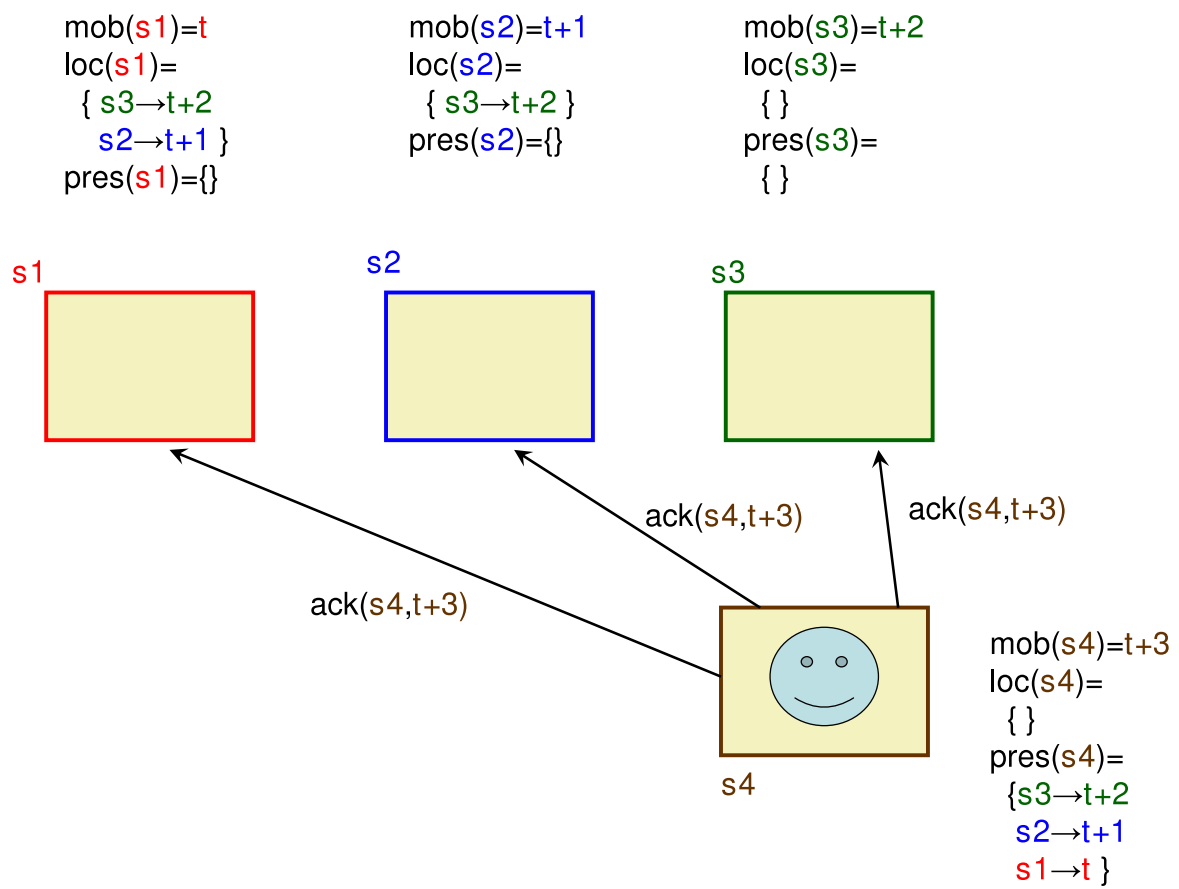 mob(s1)=t
loc(s1)=
{ s3→t+2
s2→t+1 }
pres(s1)={}
mob(s2)=t+1
loc(s2)=
{ s3→t+2 }
pres(s2)={}
mob(s3)=t+2
loc(s3)=
{ }
pres(s3)=
{ }
s1
s2
s3
ack(s4,t+3)
ack(s4,t+3)
ack(s4,t+3)
s4
mob(s4)=t+3
loc(s4)=
{ }
pres(s4)=
{s3→t+2
s2→t+1
s1→t }